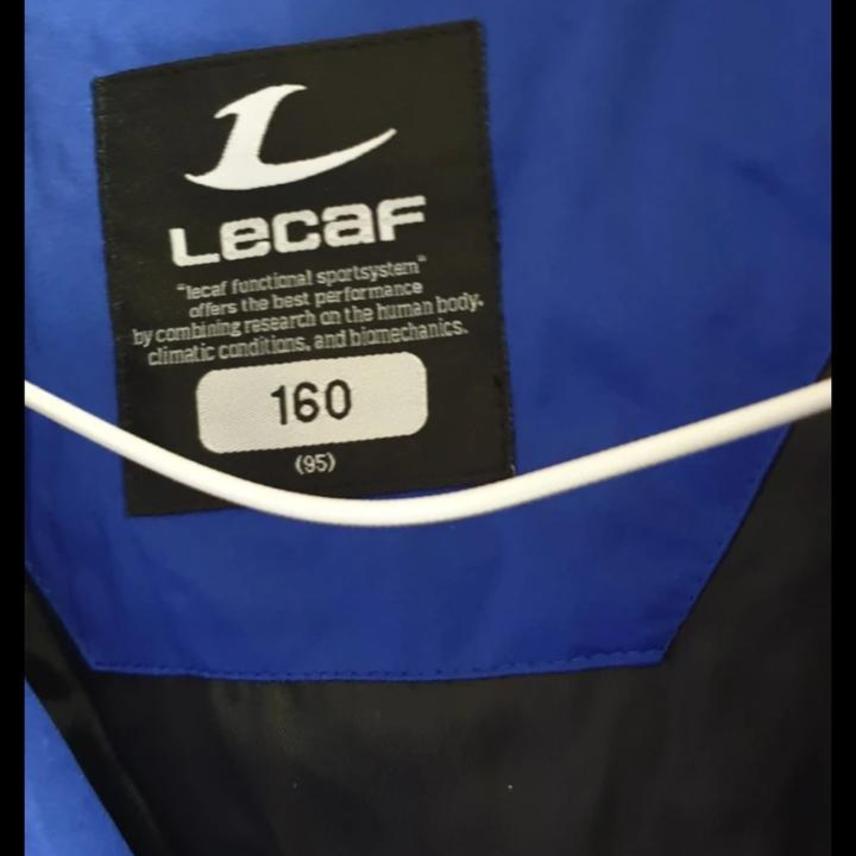 Lecaf
"lecaf functional sportsystem"
offers the best performance
by combining research on the human body,
climatic conditions, and biomechanics.
160
(95)